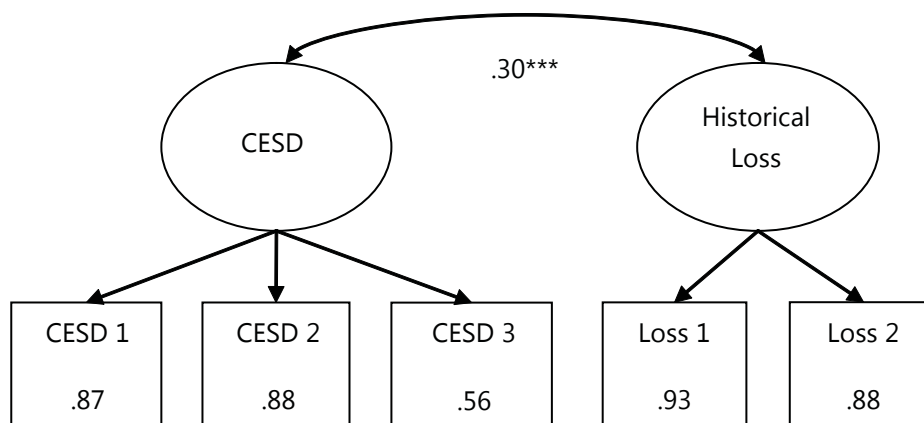 .30***
CESD
Historical
Loss
CESD 1
.87
CESD 2
.88
CESD 3
.56
Loss 1
.93
Loss 2
.88